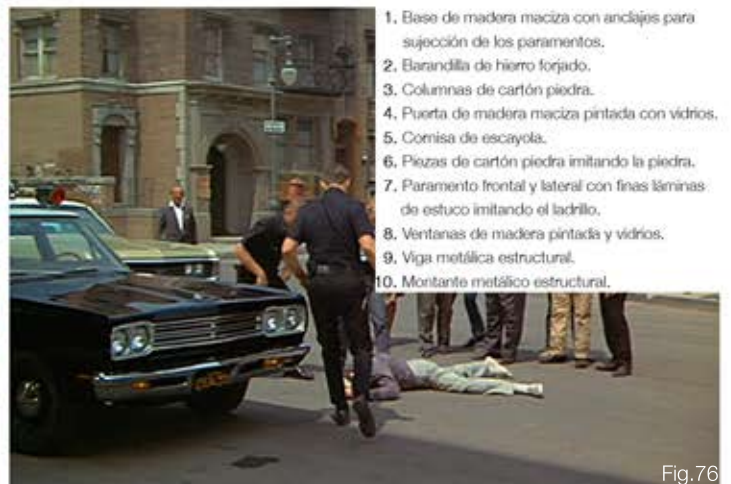 1. Base de madera maciza con anclajes para
sujección de los paramentos.
2. Barandilla de hierro forjado.
3. Columnas de cartón piedra.
4. Puerta de madera maciza pintada con vidrios.
5. Cornisa de escayola.
6. Piezas de cartón piedra imitando la piedra.
7. Paramento frontal y lateral con finas láminas
de estuco imitando el ladrillo.
8. Ventanas de madera pintada y vidrios.
9. Viga metálica estructural.
10. Montante metálico estructural.
Fig.76